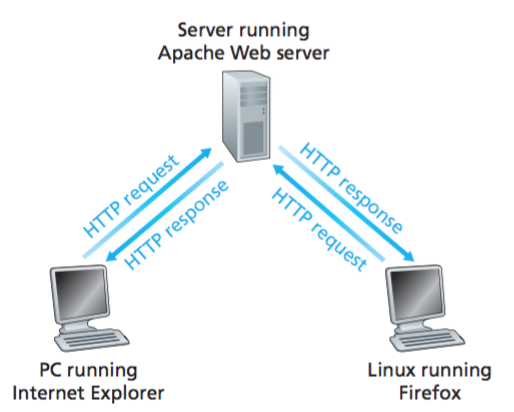 Server running
Apache Web server
HTTP request
HTTP response
HTTP response
HTTP request
PC running
Internet Explorer
Linux running
Firefox